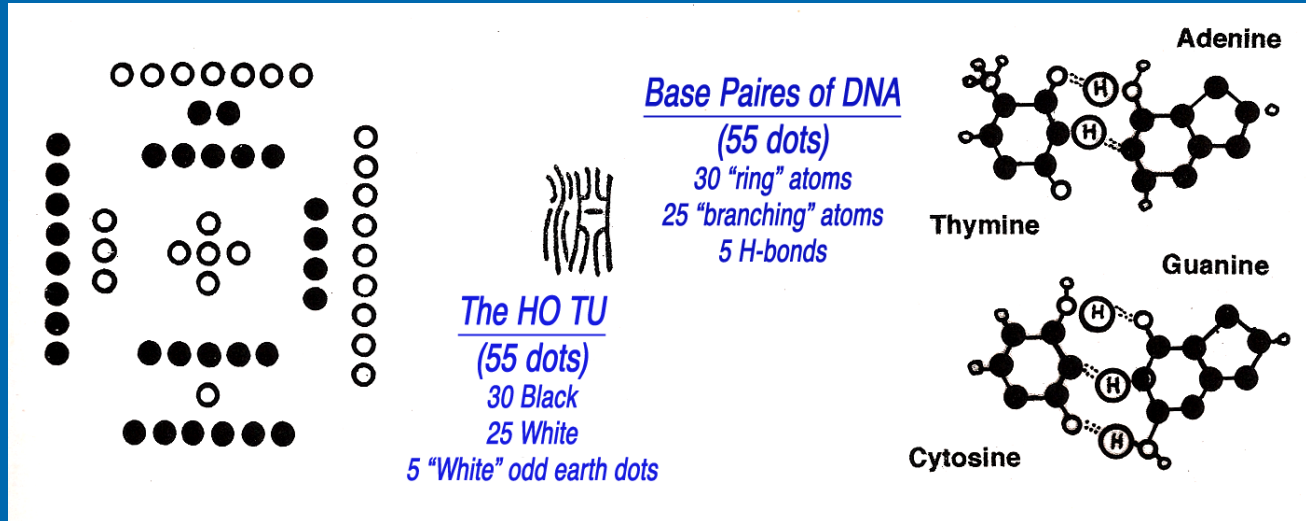 Base Paires of DNA
(55 dots)
30 "ring" atoms
25 "branching" atoms
5 H-bonds
The HO TU
(55 dots)
30 Black
25 White
5 "White" odd earth dots
Adenine
H
H
Thymine
Guanine
H
H
H
Cytosine